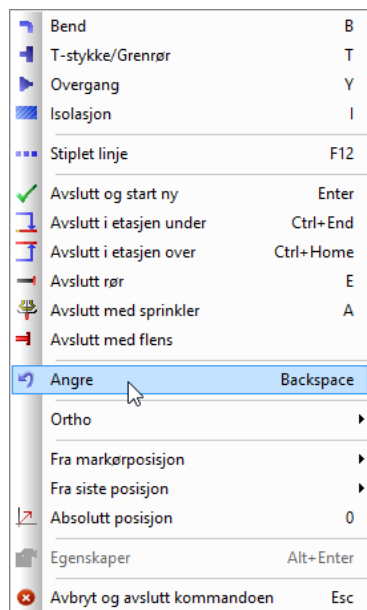 Bend B
T-stykke/Grenrør T
Overgang Y
Isolasjon I
Stiplet linje F12
Avslutt og start ny Enter
Avslutt i etasjen under Ctrl+End
Avslutt i etasjen over Ctrl+Home
Avslutt rør E
Avslutt med sprinkler A
Avslutt med flens
Angre Backspace
Ortho
Fra markørposisjon
Fra siste posisjon
Absolutt posisjon 0
Egenskaper Alt+Enter
Avbryt og avslutt kommandoen Esc